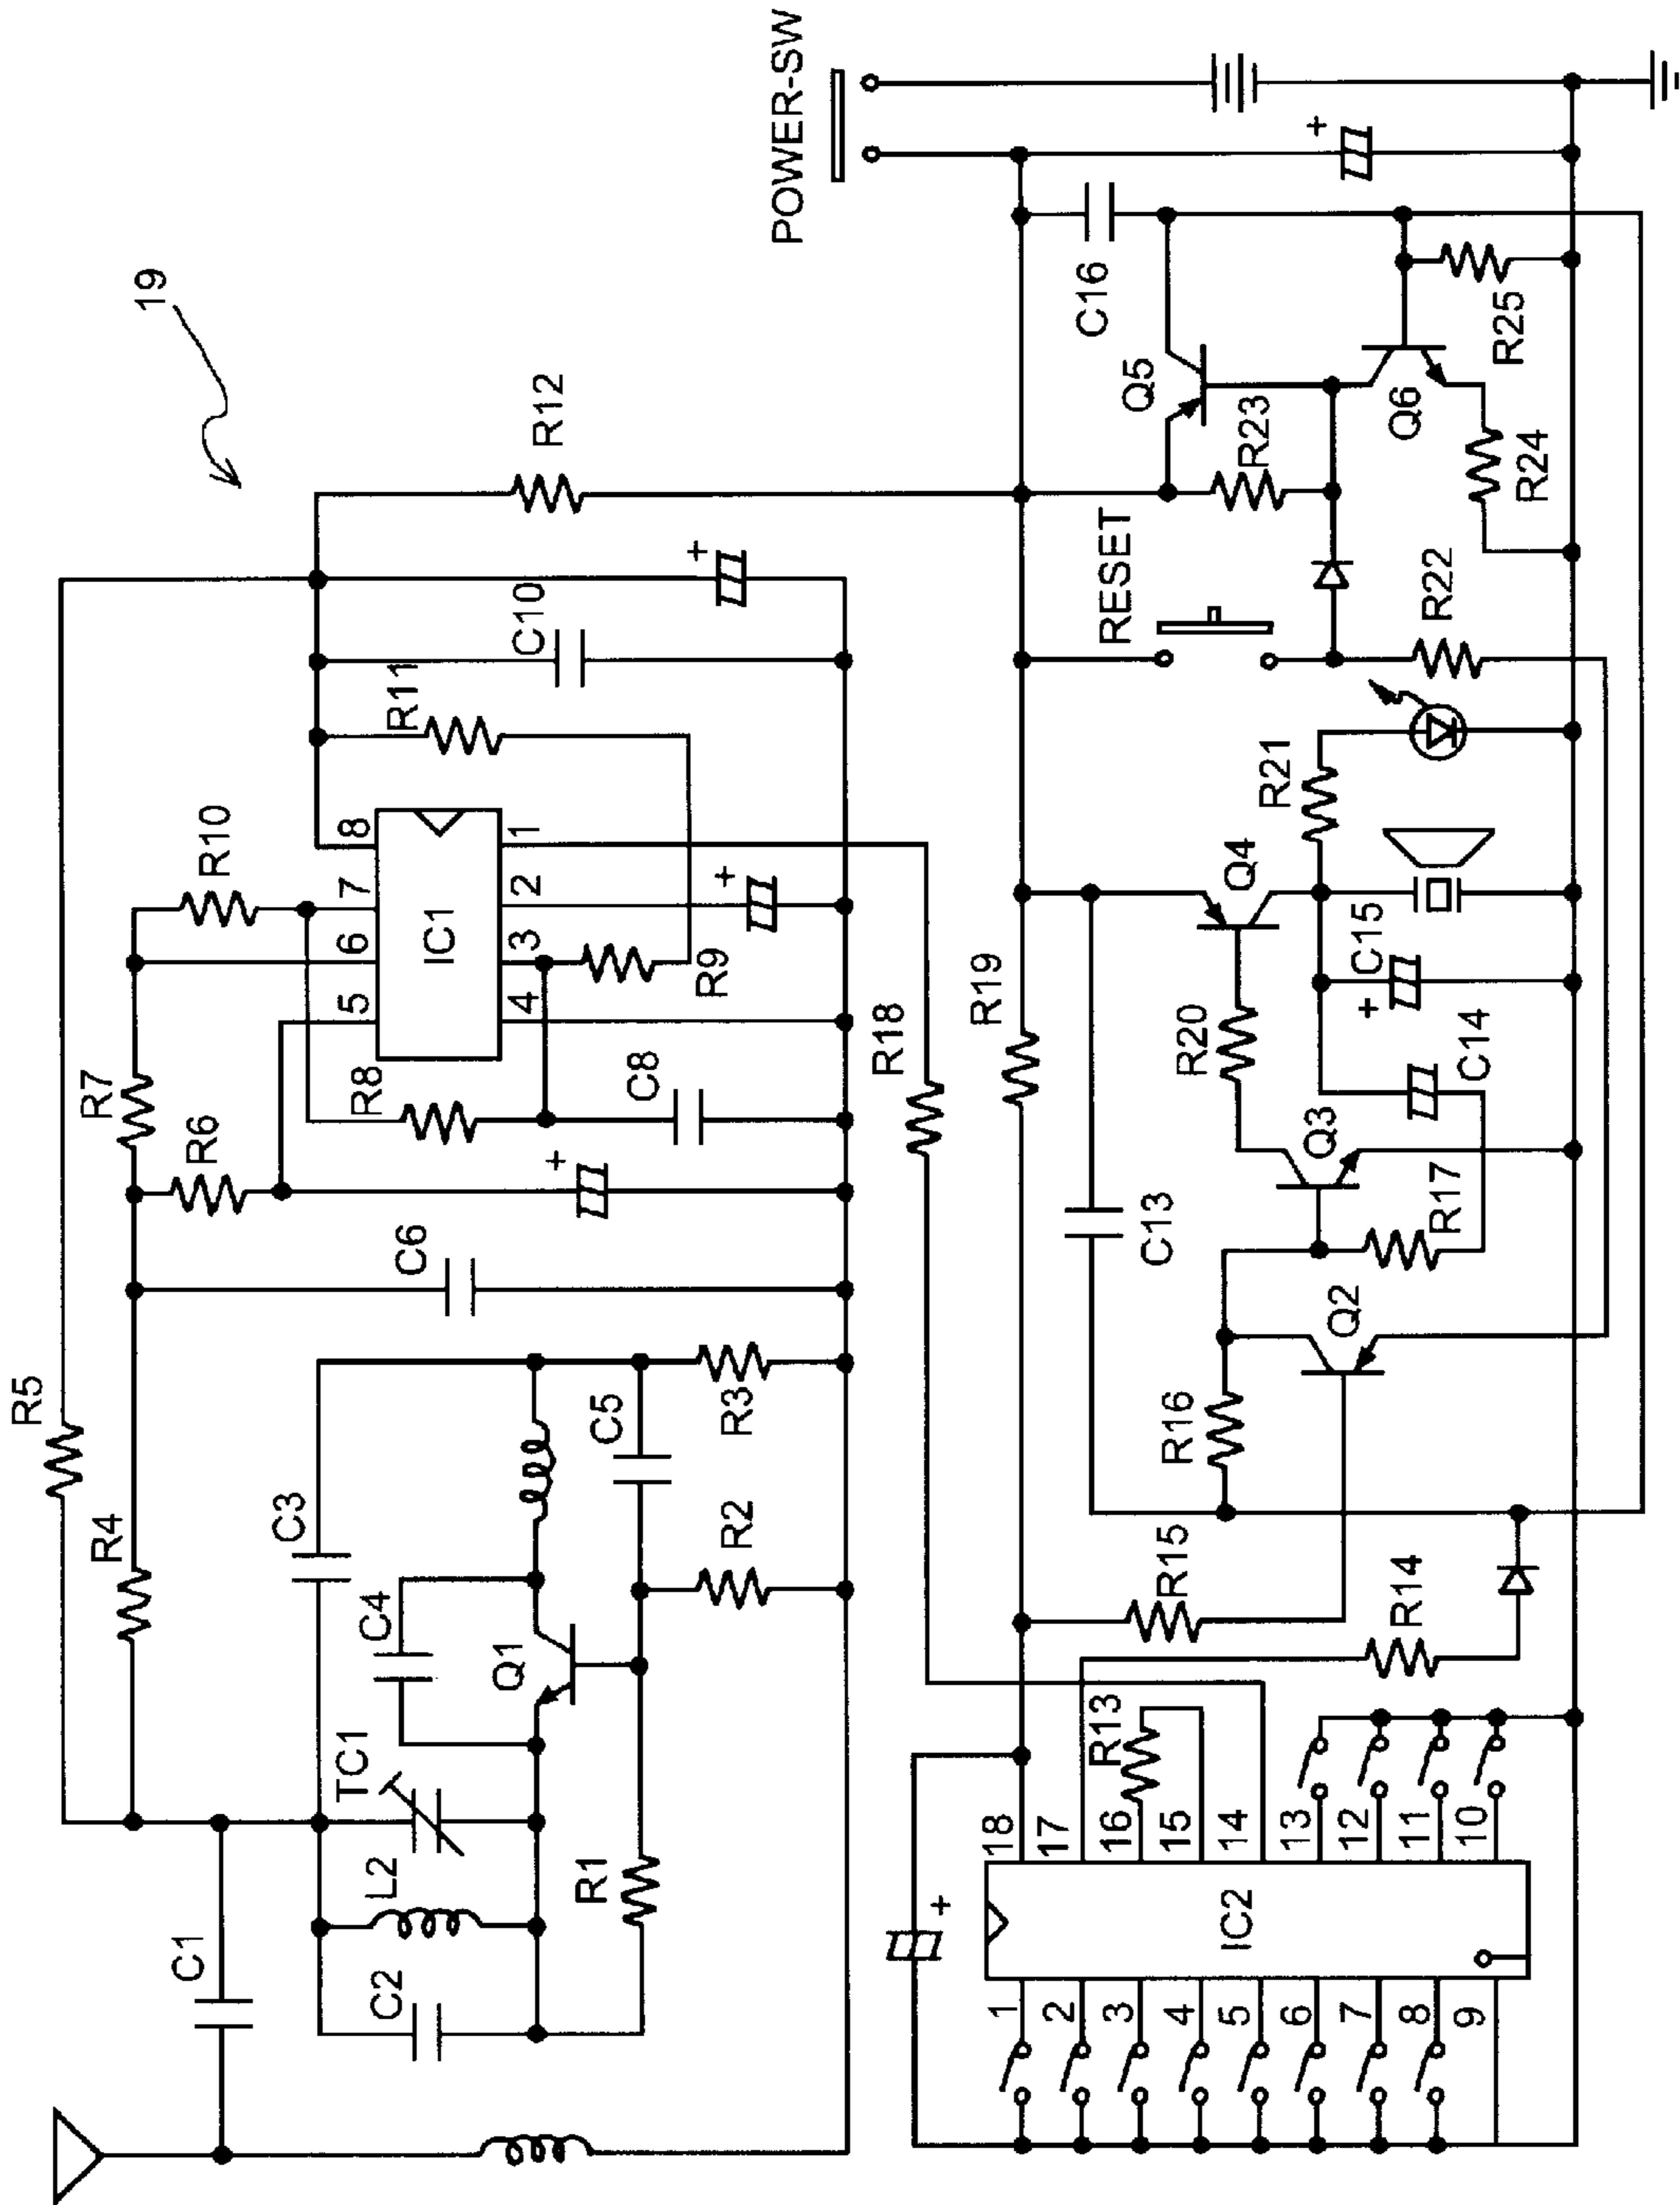 19
POWER-SW
R5
R12
R4
R7
R10
R6
C3
C6
R8
R11
C10
8
7
6
5
IC1
4
3
2
1
+
+
+
C1
C4
TC1
L2
C2
Q1
C5
R9
C8
R1
R2
R3
R18
R19
C16
Q5
RESET
R23
Q4
R20
R21
C13
Q3
C15
+
C14
R22
Q6
R24
R25
+
R15
R16
Q2
R17
R14
R13
+
18
17
16
15
14
13
12
11
10
IC2
1
2
3
4
5
6
7
8
9